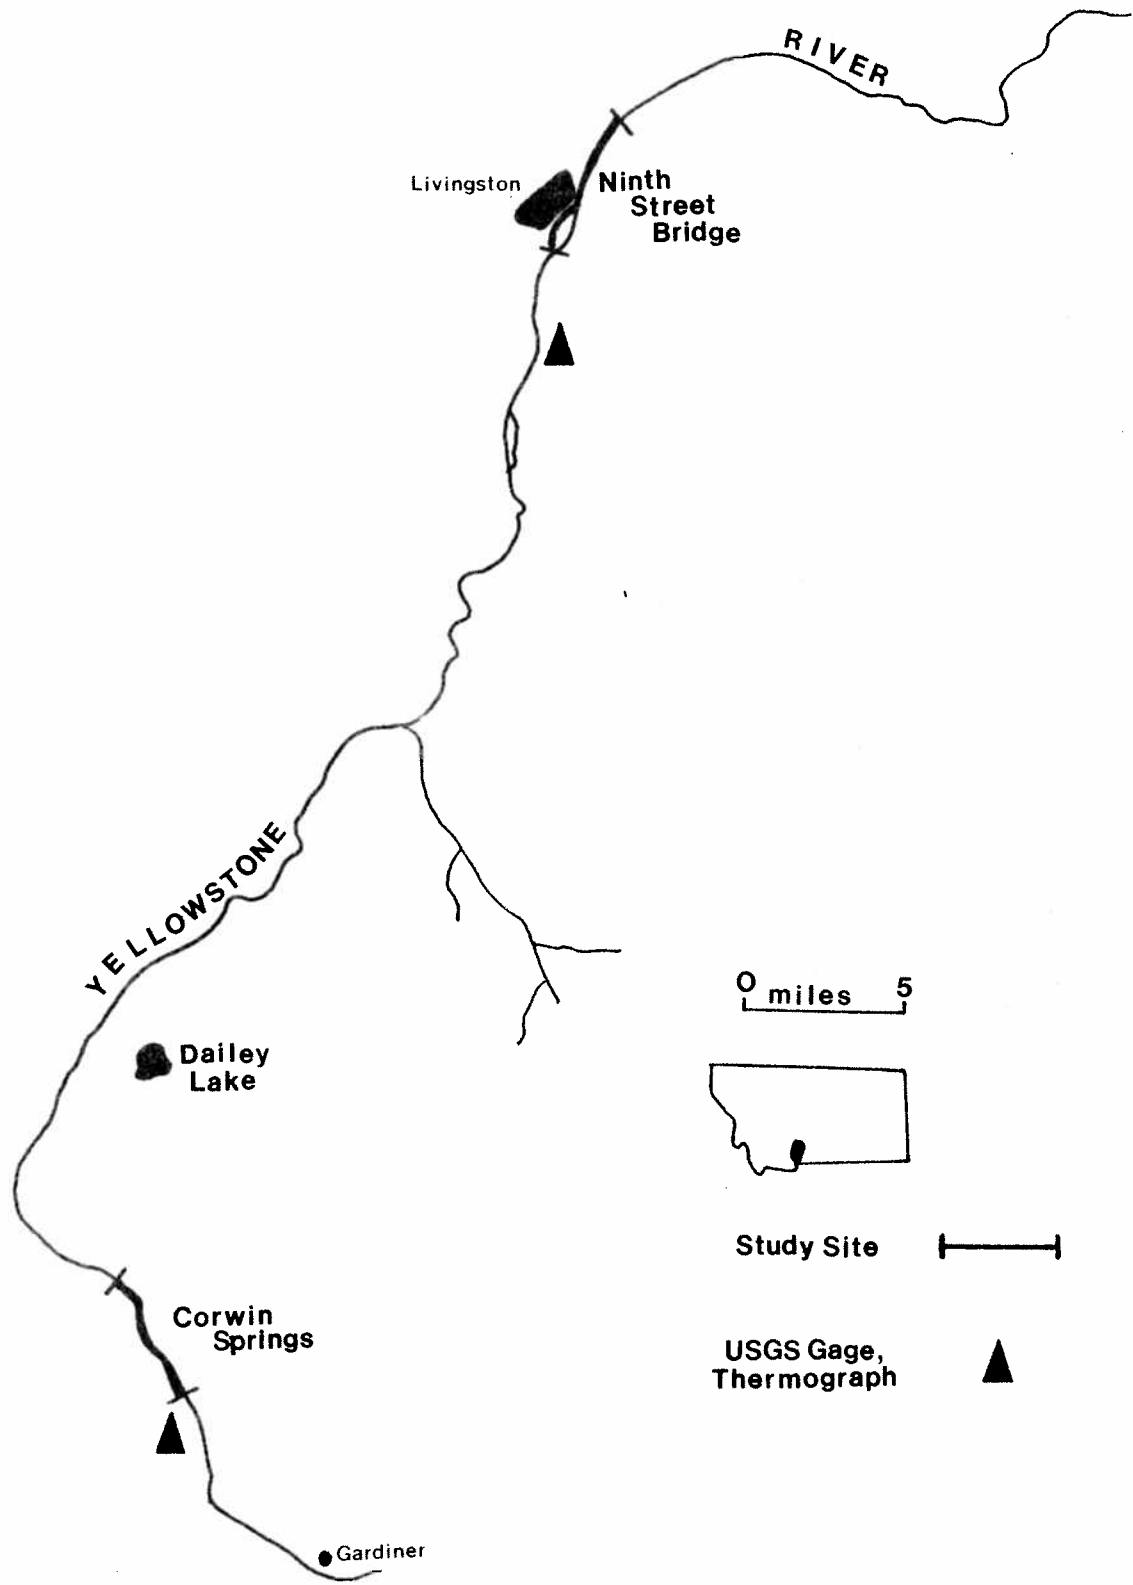 RIVER
Livingston
Ninth
Street
Bridge
YELLOWSTONE
0 miles 5
Dailey
Lake
Study Site
Corwin
Springs
USGS Gage,
Thermograph
Gardiner